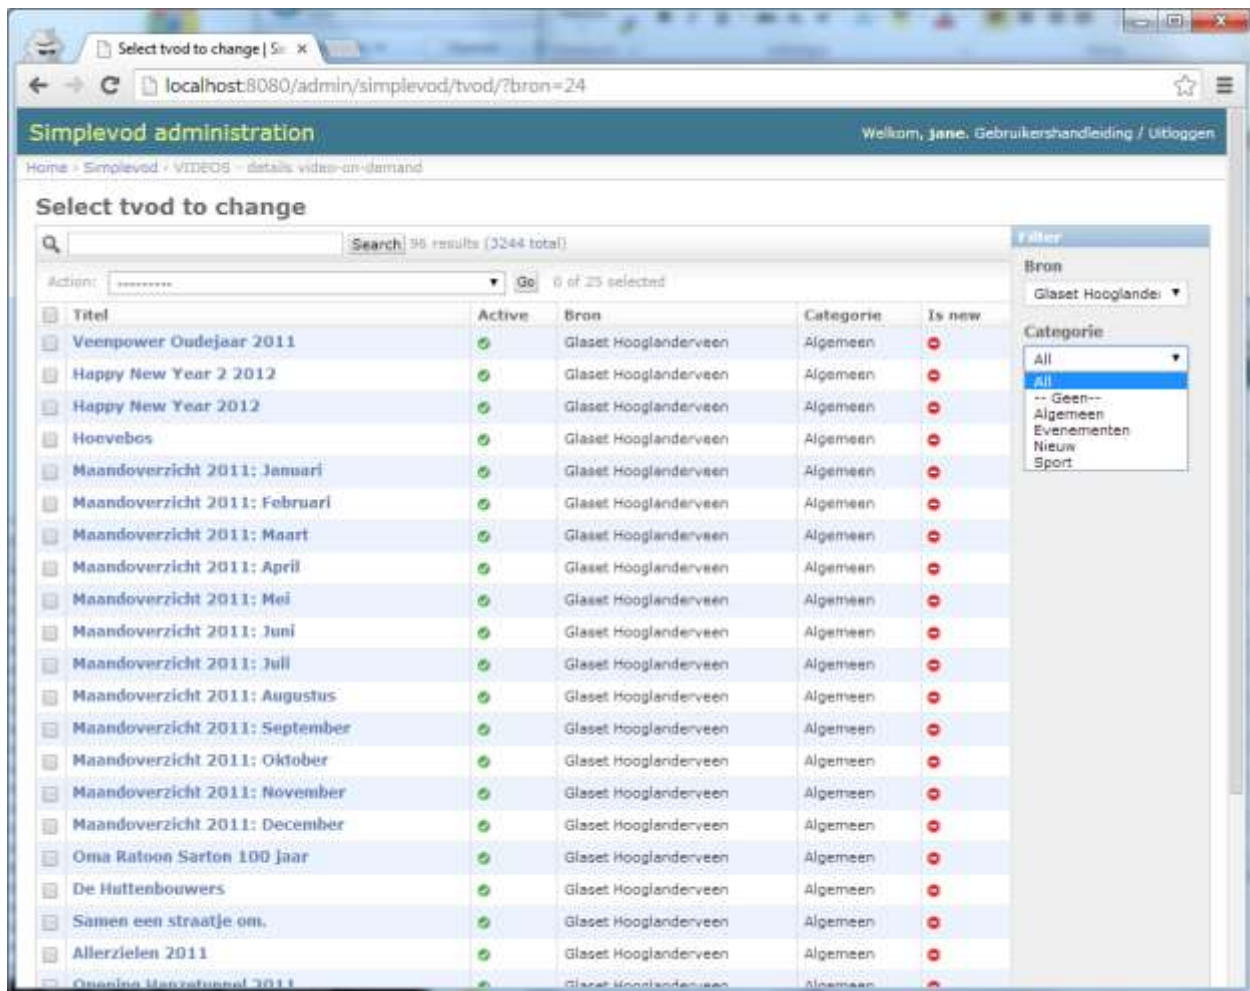 Select tvod to change | Si
localhost:8080/admin/simplevod/tvod/?bron=24
Simplevod administration
Welkom, jane. Gebruikershandleiding / Uitloggen
Home › Simplevod › VIDEOS - details video-on-demand
Select tvod to change
Search 96 results (3244 total)
Action: --------- Go 0 of 25 selected
Titel Active Bron Categorie Is new
Veenpower Oudejaar 2011 Glaset Hooglanderveen Algemeen
Happy New Year 2 2012 Glaset Hooglanderveen Algemeen
Happy New Year 2012 Glaset Hooglanderveen Algemeen
Hoevebos Glaset Hooglanderveen Algemeen
Maandoverzicht 2011: Januari Glaset Hooglanderveen Algemeen
Maandoverzicht 2011: Februari Glaset Hooglanderveen Algemeen
Maandoverzicht 2011: Maart Glaset Hooglanderveen Algemeen
Maandoverzicht 2011: April Glaset Hooglanderveen Algemeen
Maandoverzicht 2011: Mei Glaset Hooglanderveen Algemeen
Maandoverzicht 2011: Juni Glaset Hooglanderveen Algemeen
Maandoverzicht 2011: Juli Glaset Hooglanderveen Algemeen
Maandoverzicht 2011: Augustus Glaset Hooglanderveen Algemeen
Maandoverzicht 2011: September Glaset Hooglanderveen Algemeen
Maandoverzicht 2011: Oktober Glaset Hooglanderveen Algemeen
Maandoverzicht 2011: November Glaset Hooglanderveen Algemeen
Maandoverzicht 2011: December Glaset Hooglanderveen Algemeen
Oma Ratoon Sarton 100 jaar Glaset Hooglanderveen Algemeen
De Huttenbouwers Glaset Hooglanderveen Algemeen
Samen een straatje om. Glaset Hooglanderveen Algemeen
Allerzielen 2011 Glaset Hooglanderveen Algemeen
Opening Hanzetunnel 2011 Glaset Hooglanderveen Algemeen
Filter
Bron
Glaset Hooglander
Categorie
All
All
-- Geen--
Algemeen
Evenementen
Nieuw
Sport